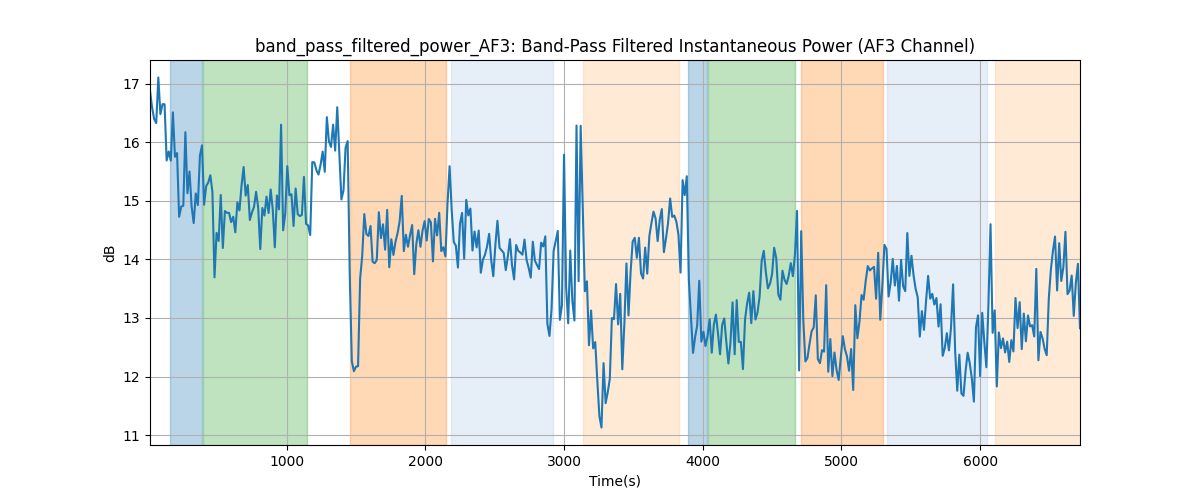 band_pass_filtered_power_AF3: Band-Pass Filtered Instantaneous Power (AF3 Channel)
dB
17
16
15
14
13
12
11
1000 2000 3000 4000 5000 6000
Time(s)